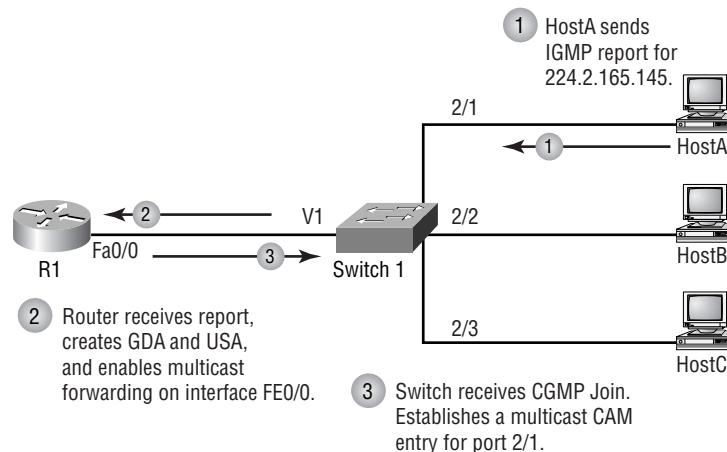 1 HostA sends
IGMP report for
224.2.165.145.
2/1
1
HostA
2
V1
2/2
Fa0/0
3
R1
Switch 1
HostB
2 Router receives report,
creates GDA and USA,
and enables multicast
forwarding on interface FE0/0.
2/3
HostC
3 Switch receives CGMP Join.
Establishes a multicast CAM
entry for port 2/1.